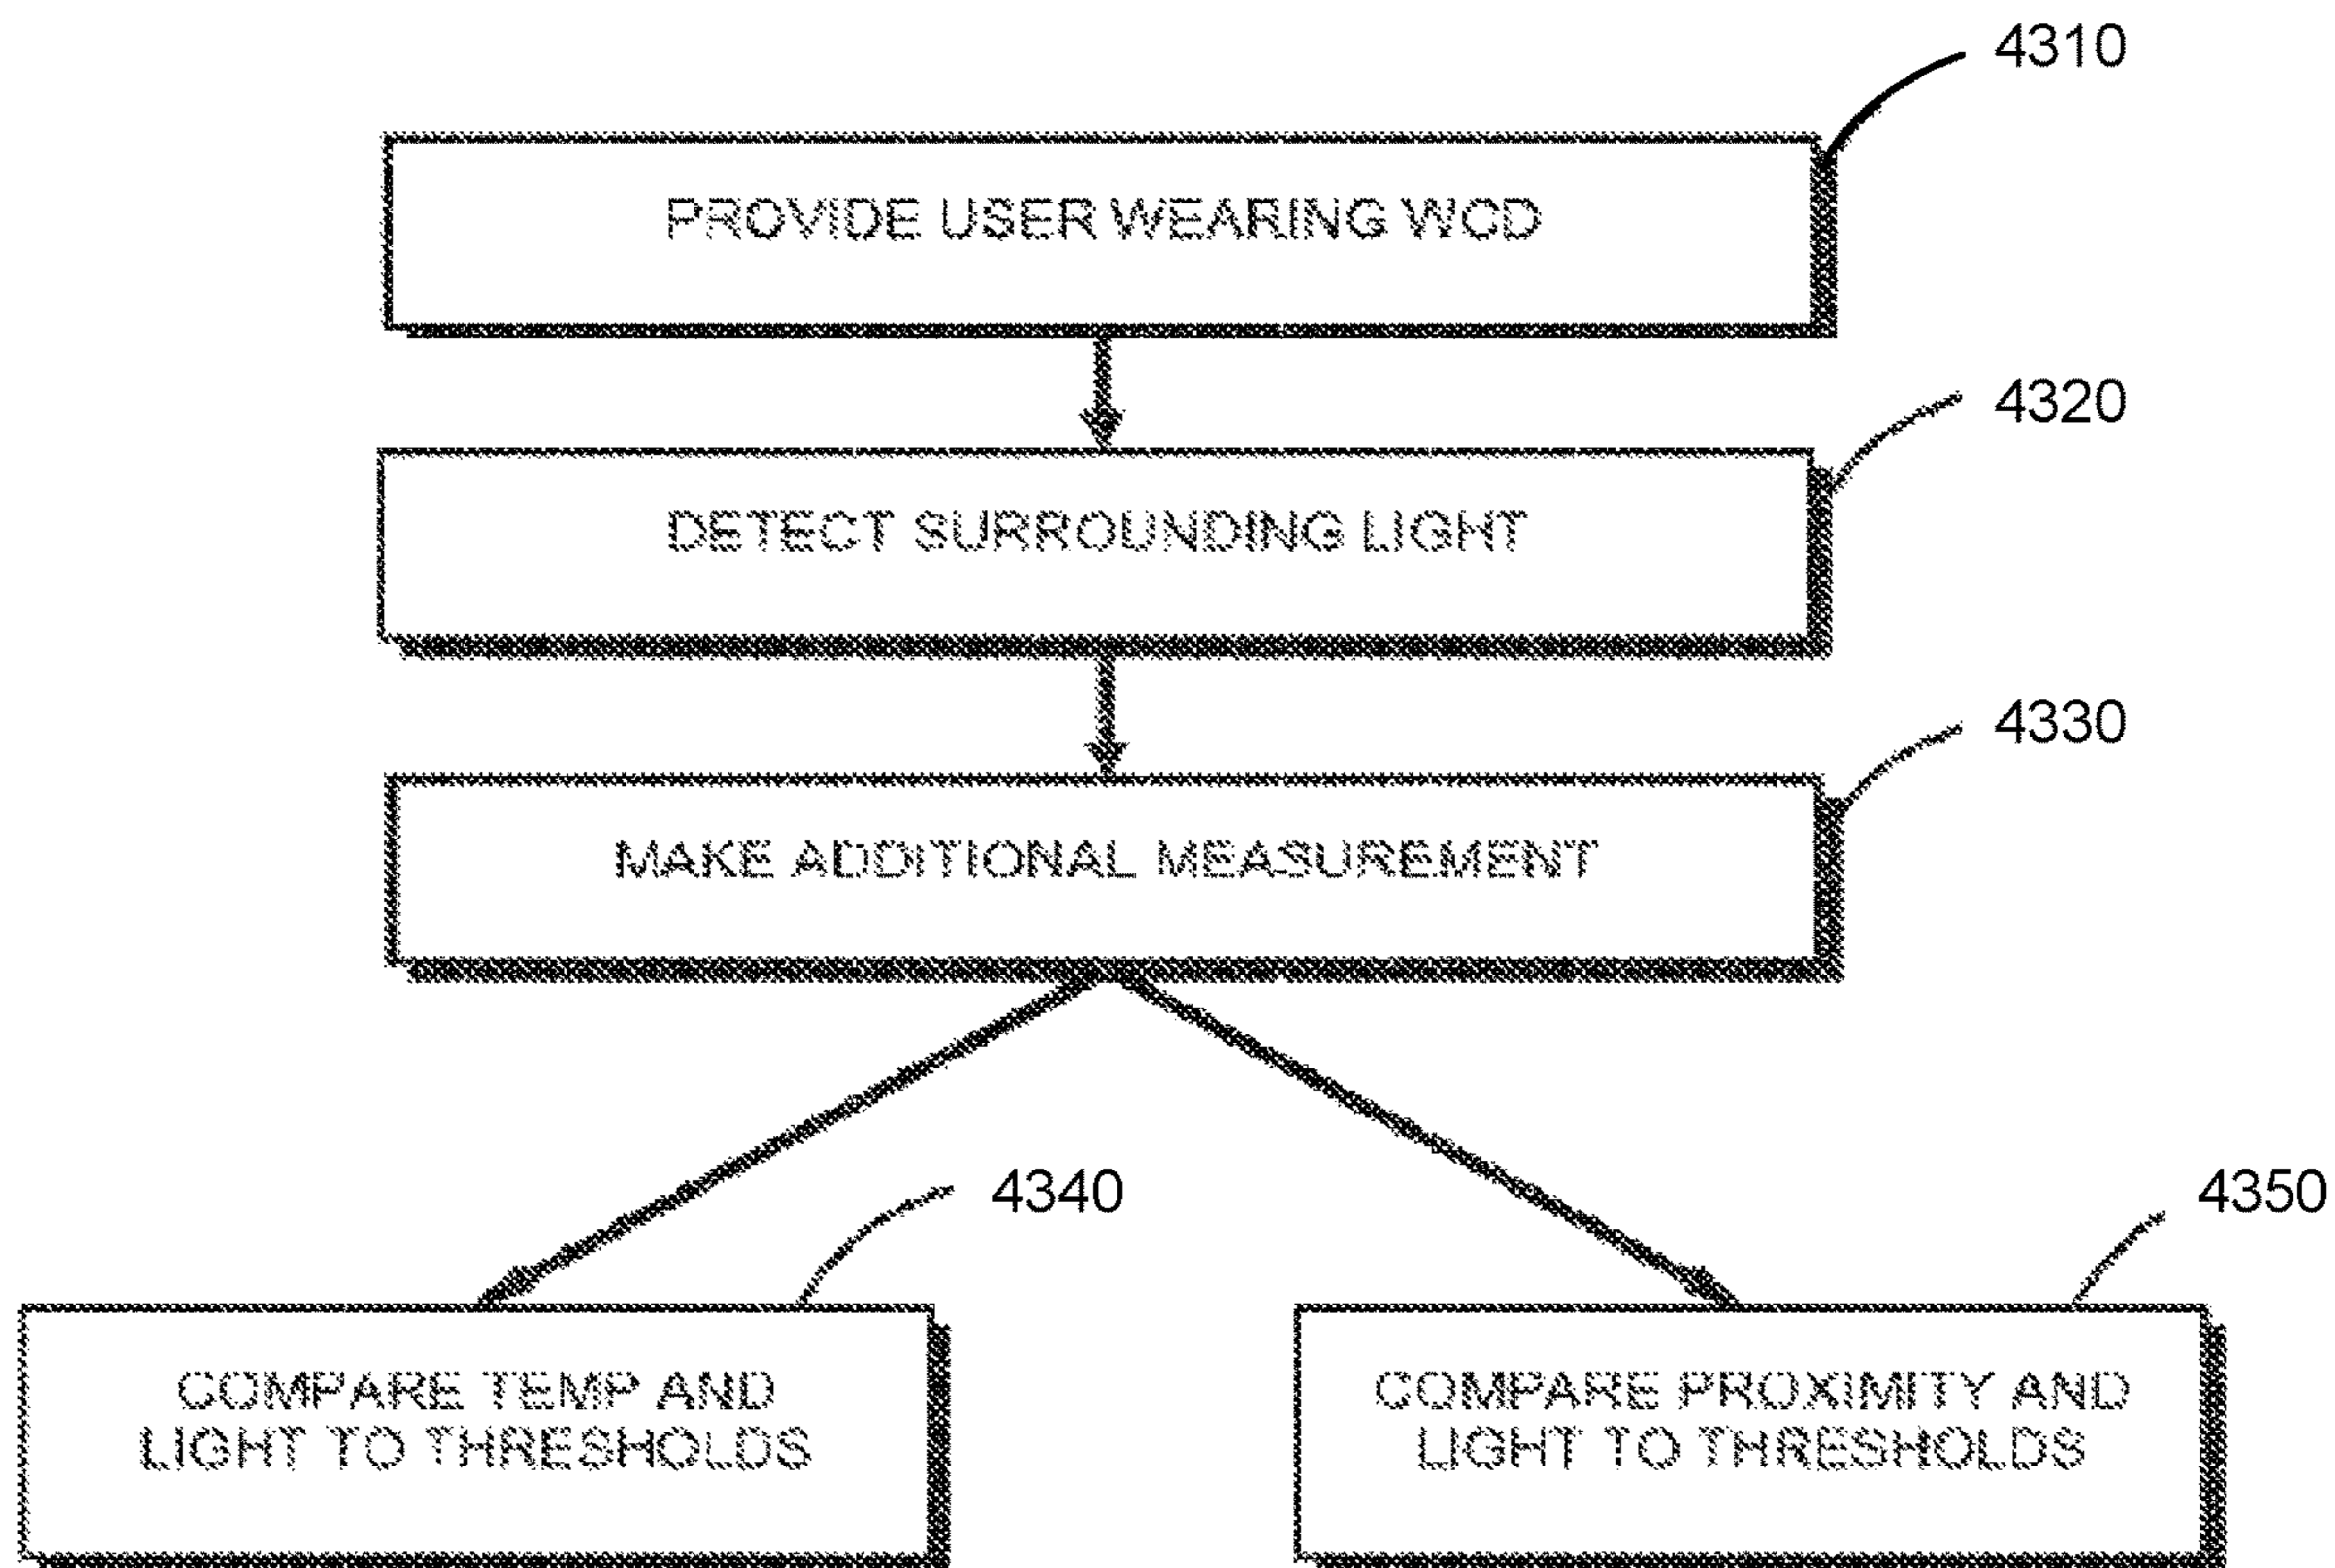 4310
PROVIDE USER WEARING WCD
4320
DETECT SURROUNDING LIGHT
4330
MAKE ADDITIONAL MEASUREMENT
4340
4350
COMPARE TEMP AND
LIGHT TO THRESHOLDS
COMPARE PROXIMITY AND
LIGHT TO THRESHOLDS